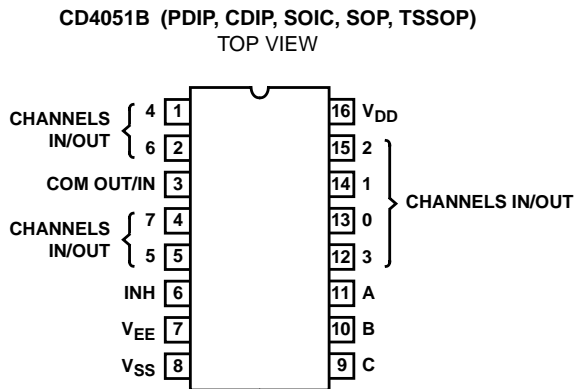 CD4051B (PDIP, CDIP, SOIC, SOP, TSSOP)
TOP VIEW
CHANNELS IN/OUT
4 1
6 2
COM OUT/IN 3
CHANNELS IN/OUT
7 4
5 5
INH 6
VEE 7
VSS 8
16 VDD
15 2
14 1
13 0
12 3
CHANNELS IN/OUT
11 A
10 B
9 C